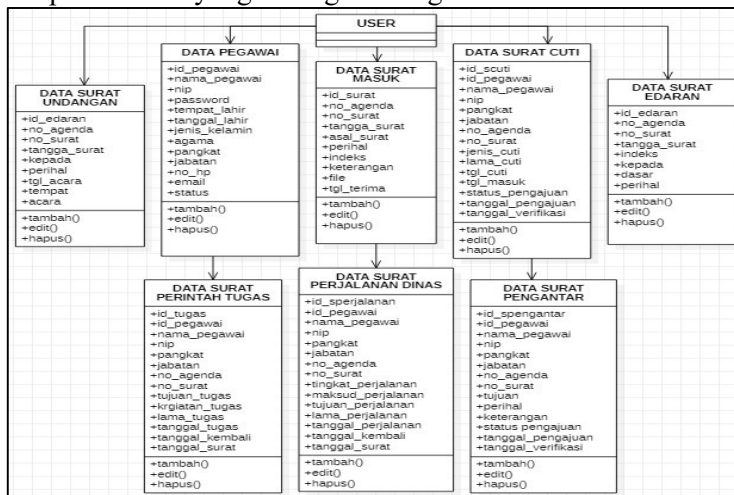 USER
DATA SURAT
UNDANGAN
+id_edaran
+no_agenda
+no_surat
+tangga_surat
+kepada
+perihal
+tgl_acara
+tempat
+acara
+tambah()
+edit()
+hapus()
DATA PEGAWAI
+id_pegawai
+nama_pegawai
+nip
+password
+tempat_lahir
+tanggal_lahir
+jenis_kelamin
+agama
+pangkat
+jabatan
+no_hp
+email
+status
+tambah()
+edit()
+hapus()
DATA SURAT
MASUK
+id_surat
+no_agenda
+no_surat
+tangga_surat
+asal_surat
+perihal
+indeks
+keterangan
+file
+tgl_terima
+tambah()
+edit()
+hapus()
DATA SURAT CUTI
+id_scuti
+id_pegawai
+nama_pegawai
+nip
+pangkat
+jabatan
+no_agenda
+no_surat
+jenis_cuti
+lama_cuti
+tgl_cuti
+tgl_masuk
+status_pengajuan
+tanggal_pengajuan
+tanggal_verifikasi
+tambah()
+edit()
+hapus()
DATA SURAT
EDARAN
+id_edaran
+no_agenda
+no_surat
+tangga_surat
+indeks
+kepada
+dasar
+perihal
+tambah()
+edit()
+hapus()
DATA SURAT
PERINTAH TUGAS
+id_tugas
+id_pegawai
+nama_pegawai
+nip
+pangkat
+jabatan
+no_agenda
+no_surat
+tujuan_tugas
+krgiatan_tugas
+lama_tugas
+tanggal_tugas
+tanggal_kembali
+tanggal_surat
+tambah()
+edit()
+hapus()
DATA SURAT
PERJALANAN DINAS
+id_sperjalanan
+id_pegawai
+nama_pegawai
+nip
+pangkat
+jabatan
+no_agenda
+no_surat
+tingkat_perjalanan
+maksud_perjalanan
+tujuan_perjalanan
+lama_perjalanan
+tanggal_perjalanan
+tanggal_kembali
+tanggal_surat
+tambah()
+edit()
+hapus()
DATA SURAT
PENGANTAR
+id_spengantar
+id_pegawai
+nama_pegawai
+nip
+pangkat
+jabatan
+no_agenda
+no_surat
+tujuan
+perihal
+keterangan
+status pengajuan
+tanggal_pengajuan
+tanggal_verifikasi
+tambah()
+edit()
+hapus()